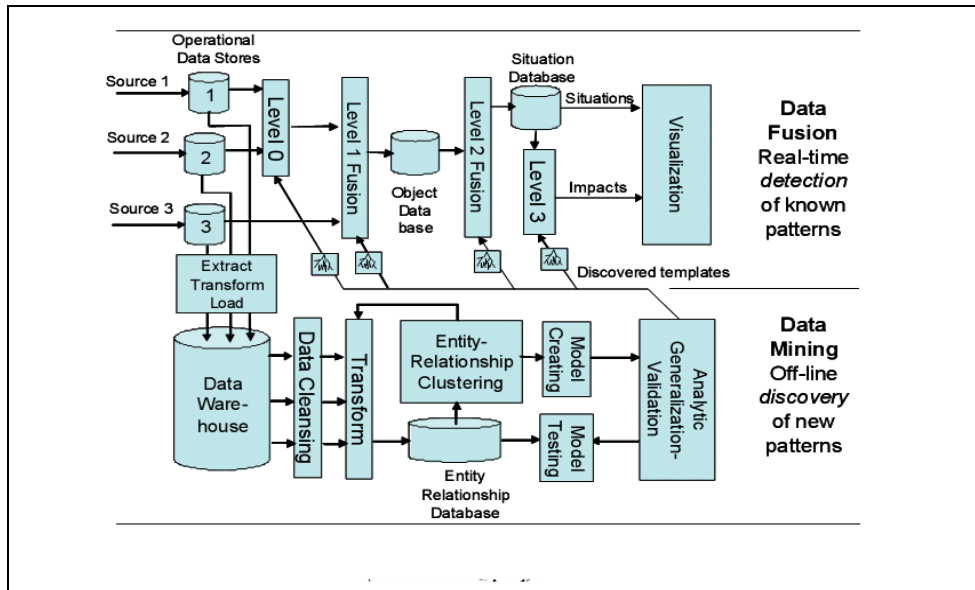 Operational
Data Stores
Source 1
1
Source 2
2
Source 3
3
Level 0
Level 1 Fusion
Object
Data
base
Level 2 Fusion
Situation
Database
Situations
Level 3
Impacts
Visualization
Data
Fusion
Real-time
detection
of known
patterns
Discovered templates
Extract
Transform
Load
Data
Ware-
house
Data Cleansing
Transform
Entity-
Relationship
Clustering
Entity
Relationship
Database
Model
Creating
Model
Testing
Analytic
Generalization-
Validation
Data
Mining
Off-line
discovery
of new
patterns